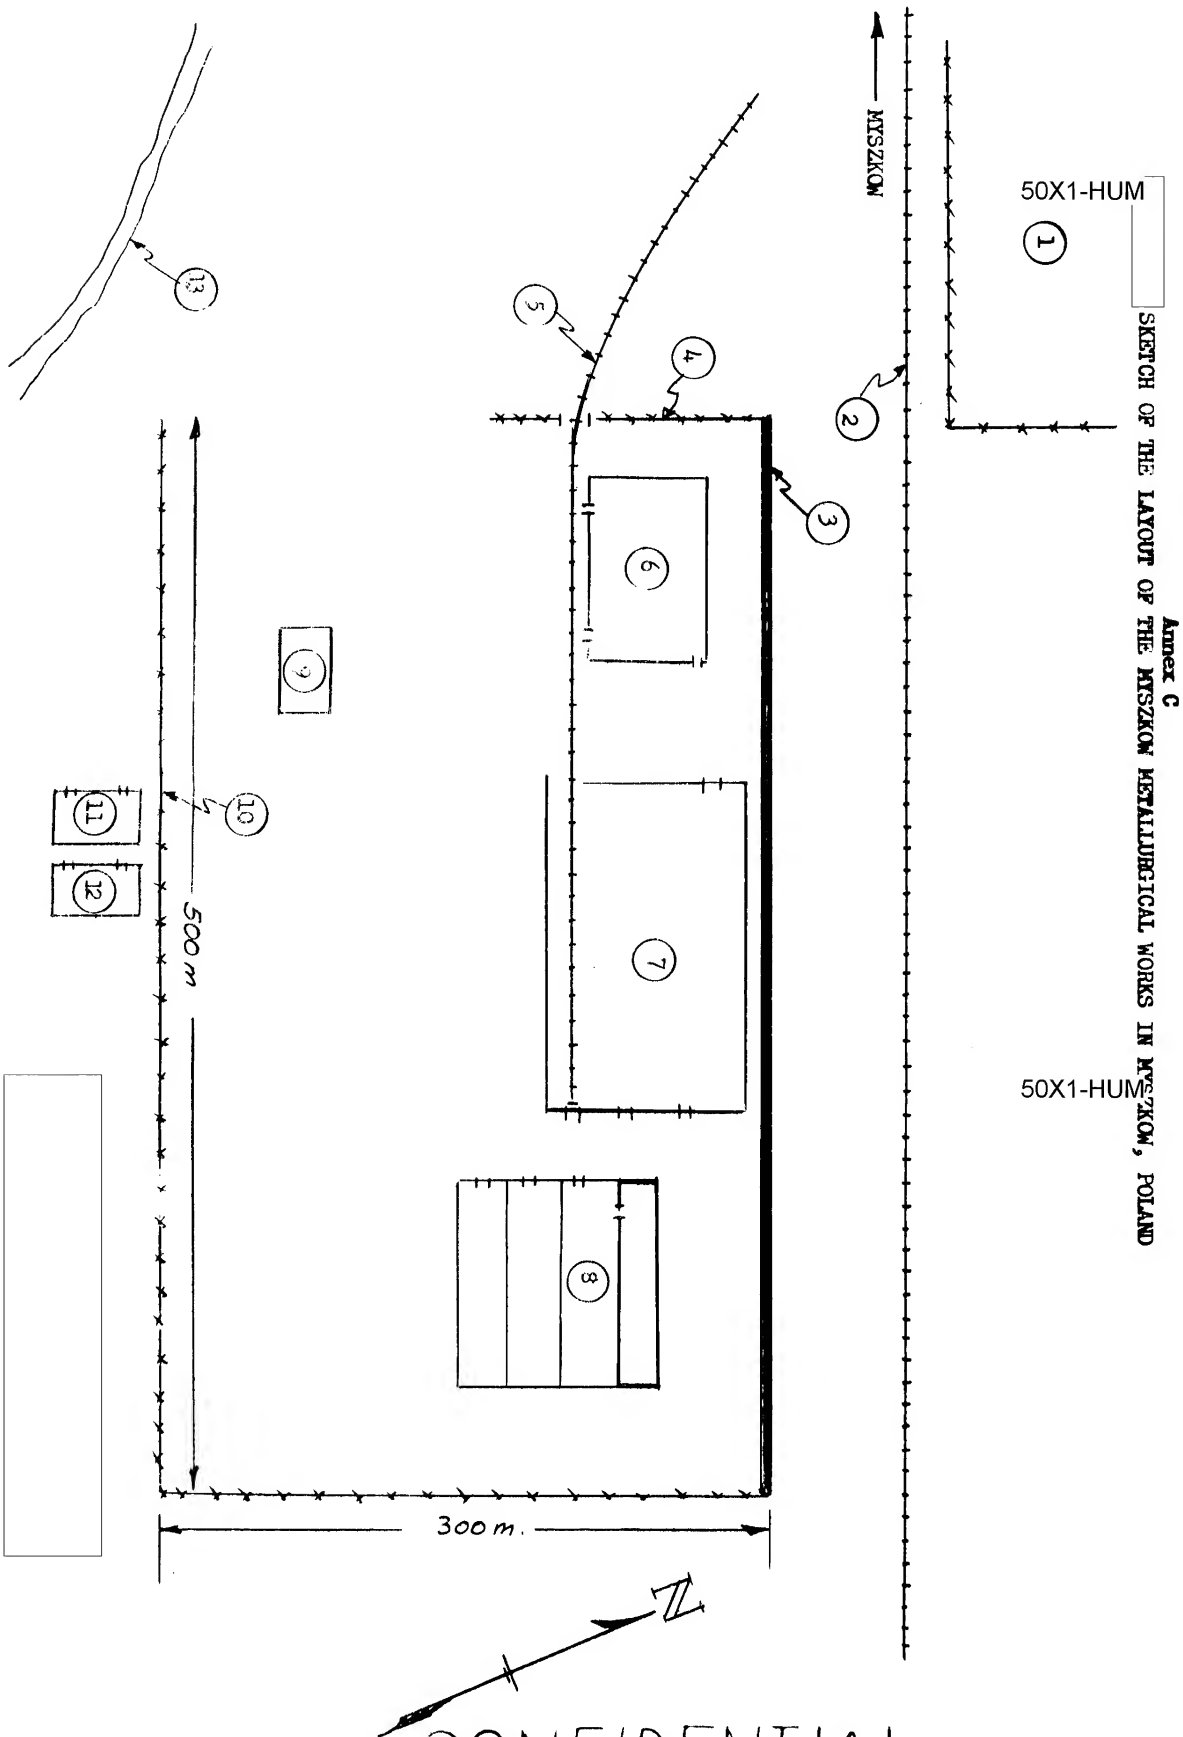 Annex C
SKETCH OF THE LAYOUT OF THE MYSZKOW METALLURGICAL WORKS IN MYSZKOW, POLAND
50X1-HUM
50X1-HUM
1
MYSZKOW
2
3
4
5
6
7
8
9
10
11
12
13
500 m
300 m.
N
CONFIDENTIAL